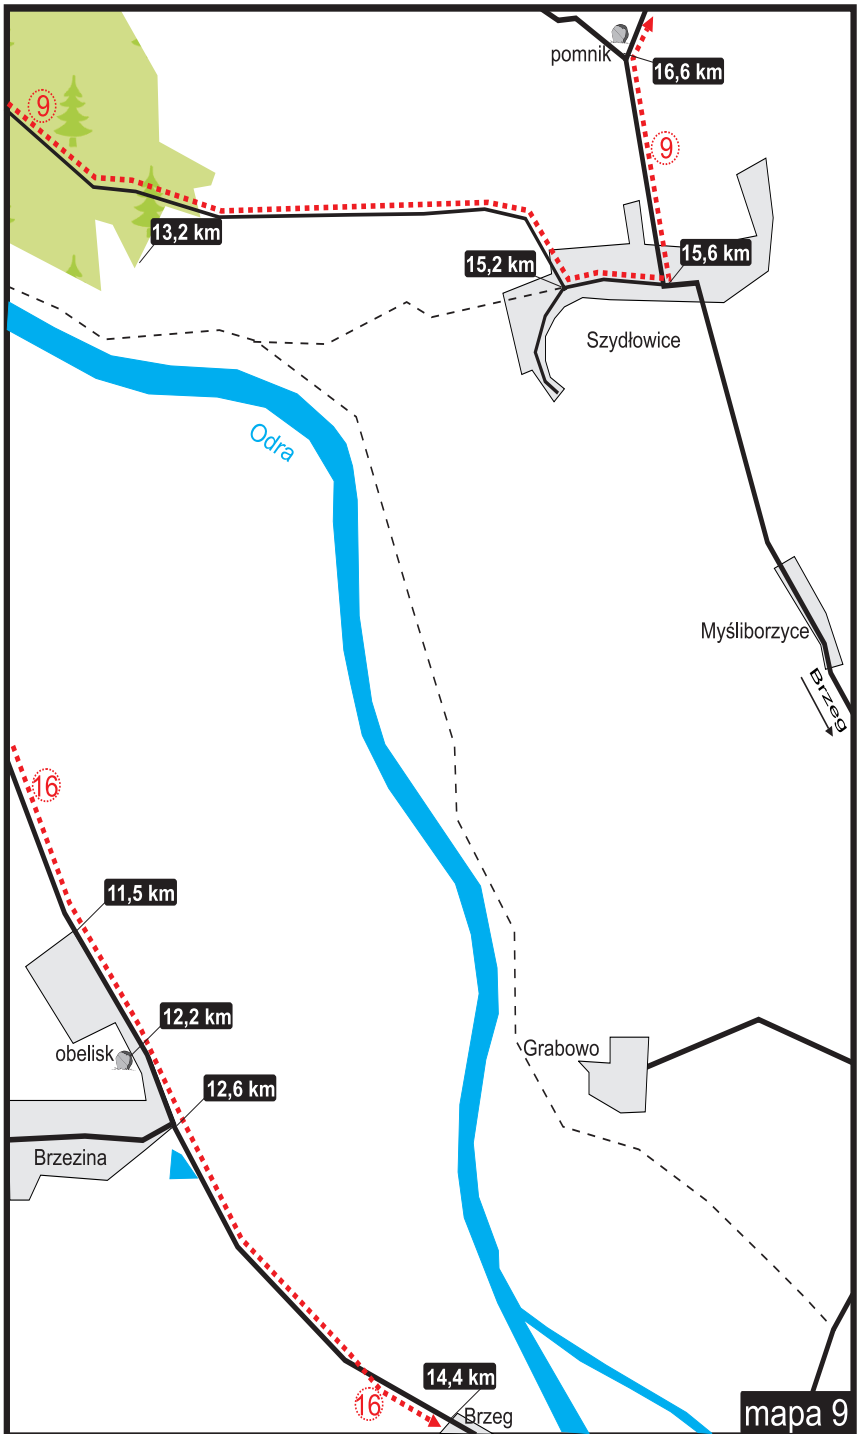 pomnik
16,6 km
9
9
13,2 km
15,2 km
15,6 km
Szydłowice
Odra
Myśliborzyce
Brzeg
16
11,5 km
12,2 km
obelisk
Grabowo
12,6 km
Brzezina
14,4 km
16
Brzeg
mapa 9